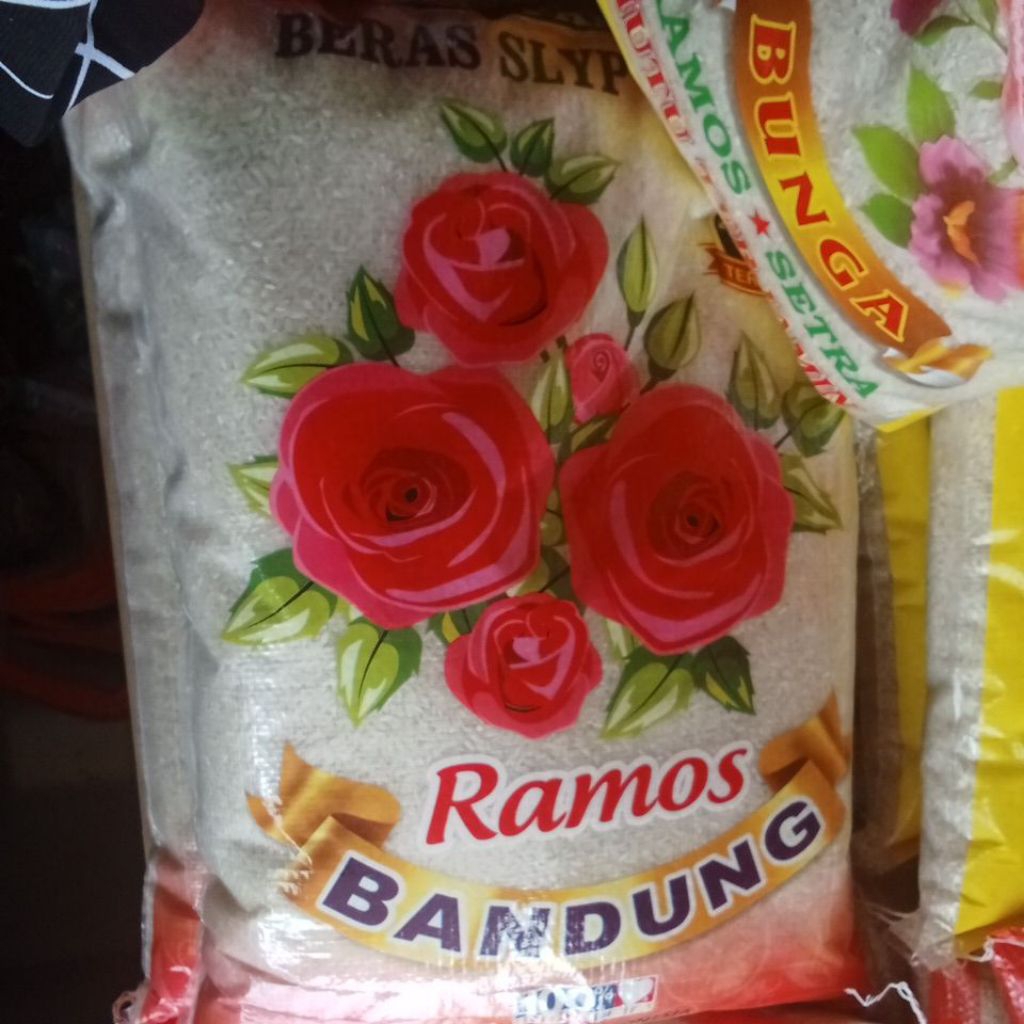 BERAS SLYP
BUNGA
RAMOS ★ SETRA
Ramos
BANDUNG